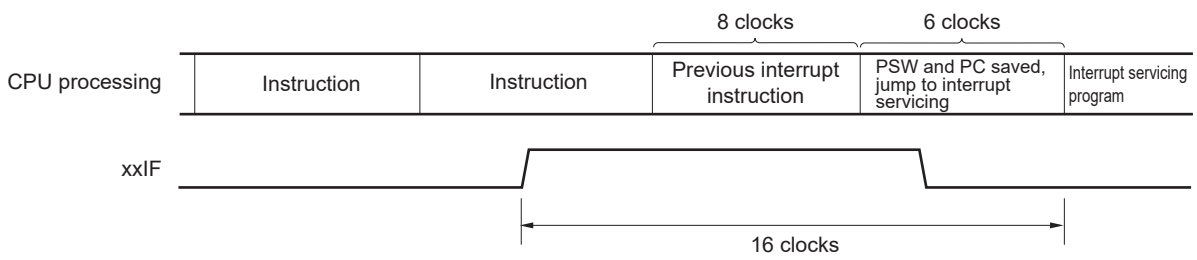 8 clocks
6 clocks
CPU processing
Instruction
Instruction
Previous interrupt
instruction
PSW and PC saved,
jump to interrupt
servicing
Interrupt servicing
program
xxIF
16 clocks